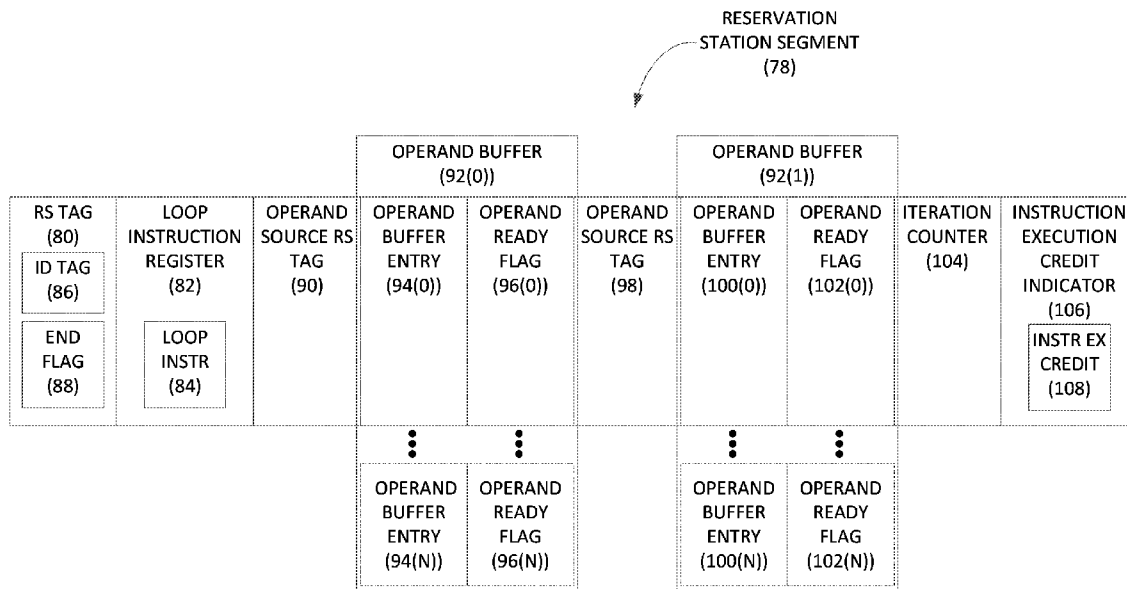 RESERVATION
STATION SEGMENT
(78)
OPERAND BUFFER
(92(0))
OPERAND BUFFER
(92(1))
RS TAG
(80)
ID TAG
(86)
END
FLAG
(88)
LOOP
INSTRUCTION
REGISTER
(82)
LOOP
INSTR
(84)
OPERAND
SOURCE RS
TAG
(90)
OPERAND
BUFFER
ENTRY
(94(0))
OPERAND
READY
FLAG
(96(0))
OPERAND
SOURCE RS
TAG
(98)
OPERAND
BUFFER
ENTRY
(100(0))
OPERAND
READY
FLAG
(102(0))
ITERATION
COUNTER
(104)
INSTRUCTION
EXECUTION
CREDIT
INDICATOR
(106)
INSTR EX
CREDIT
(108)
OPERAND
BUFFER
ENTRY
(94(N))
OPERAND
READY
FLAG
(96(N))
OPERAND
BUFFER
ENTRY
(100(N))
OPERAND
READY
FLAG
(102(N))